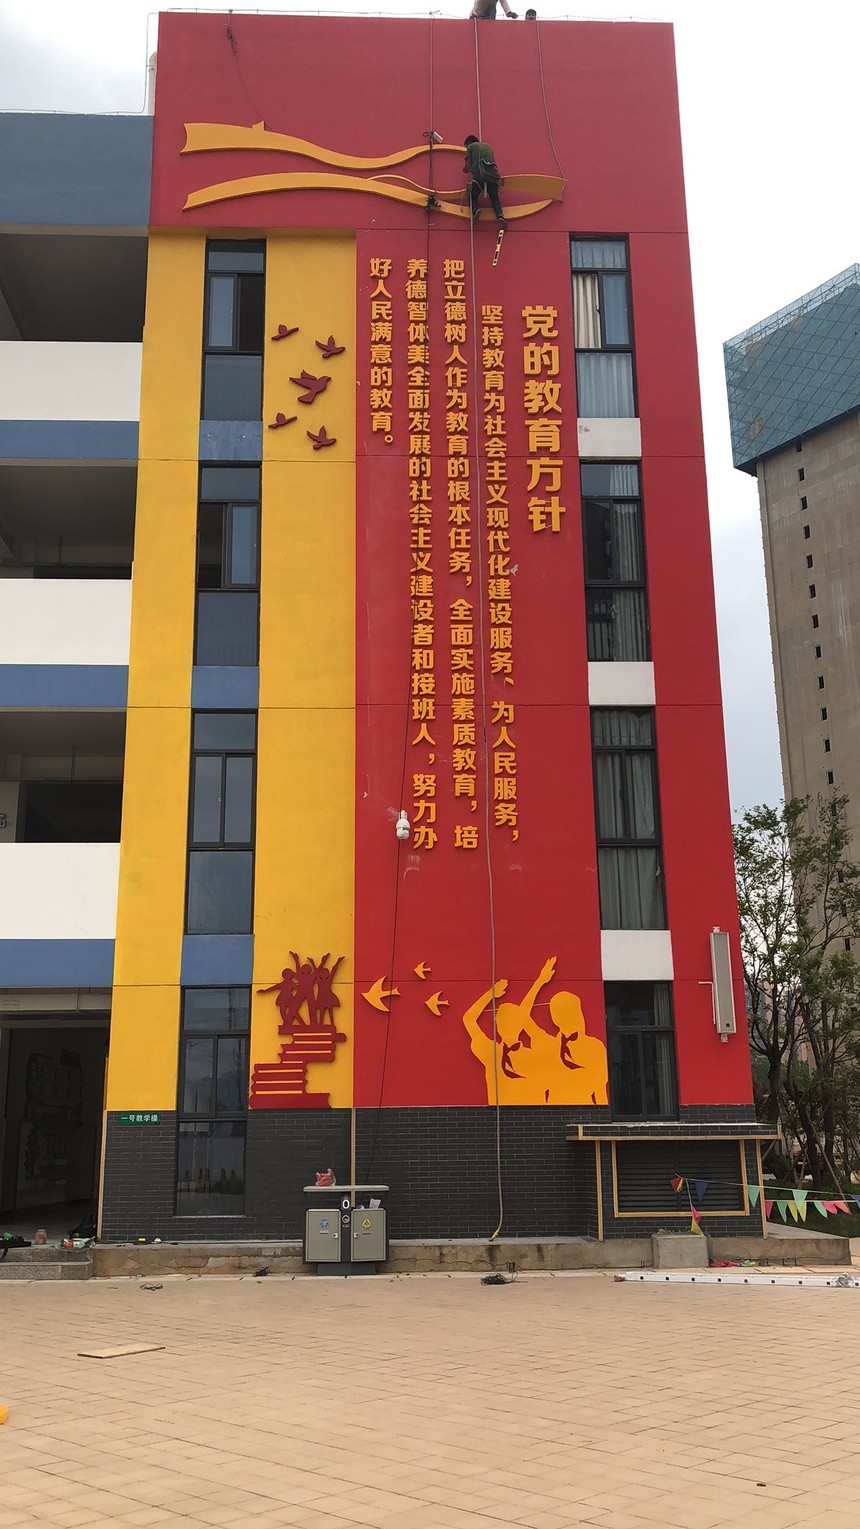 党的教育方针
坚持教育为社会主义现代化建设服务、为人民服务，
把立德树人作为教育的根本任务，全面实施素质教育，培
养德智体美全面发展的社会主义建设者和接班人，努力办
好人民满意的教育。
一号教学楼